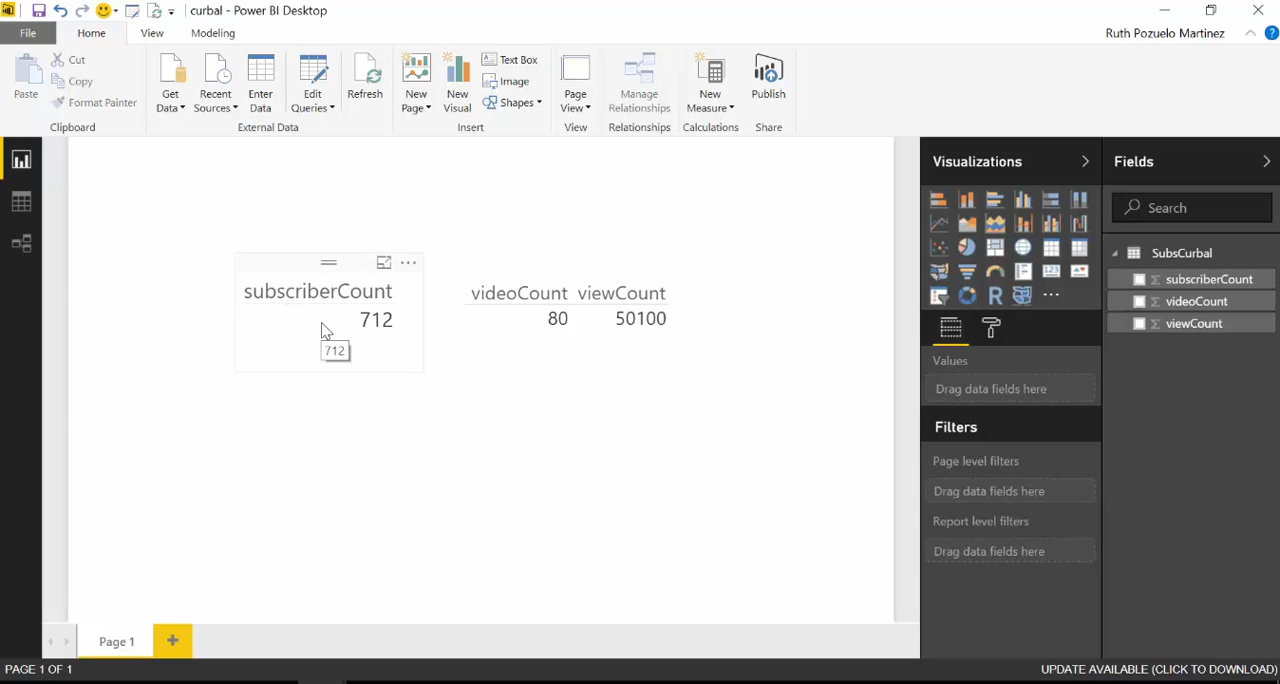 curbal - Power BI Desktop
File Home View Modeling Ruth Pozuelo Martinez ?
Paste
Cut
Copy
Format Painter
Clipboard
Get Data
Recent Sources
Enter Data
Edit Queries
Refresh
External Data
New Page
New Visual
Text Box
Image
Shapes
Insert
Page View
View
Manage Relationships
Relationships
New Measure
Calculations
Publish
Share
subscriberCount
712
712
videoCount viewCount
80 50100
Visualizations
R
123
Values
Drag data fields here
Filters
Page level filters
Drag data fields here
Report level filters
Drag data fields here
Fields
Search
SubsCurbal
Σ subscriberCount
Σ videoCount
Σ viewCount
Page 1
PAGE 1 OF 1
UPDATE AVAILABLE (CLICK TO DOWNLOAD)